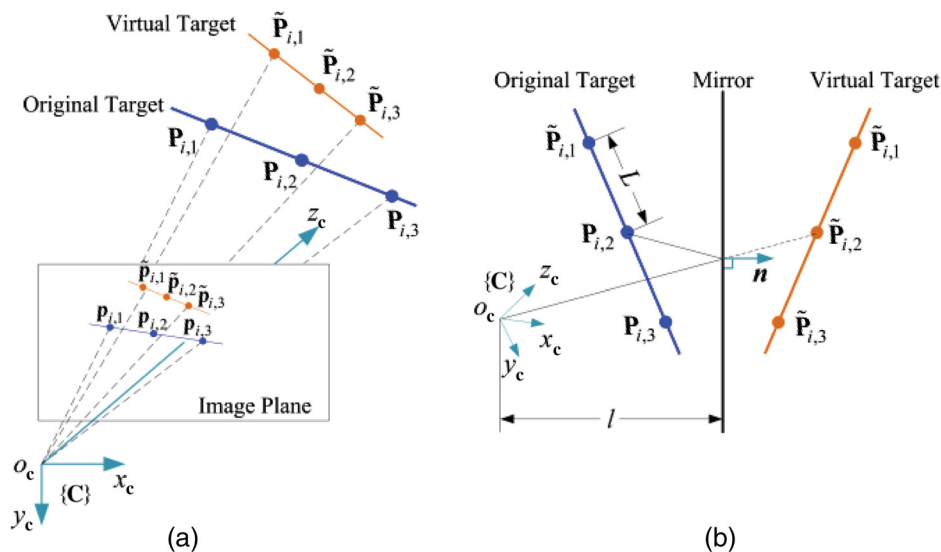 Virtual Target
P̃i,1
P̃i,2
P̃i,3
Original Target
Pi,1
Pi,2
Pi,3
zc
p̃i,1
p̃i,2
p̃i,3
pi,1
pi,2
pi,3
Image Plane
oc
xc
{C}
yc
(a)
Original Target
Mirror
Virtual Target
P̃i,1
L
P̃i,1
Pi,2
P̃i,2
n
{C}
zc
oc
xc
yc
Pi,3
P̃i,3
l
(b)